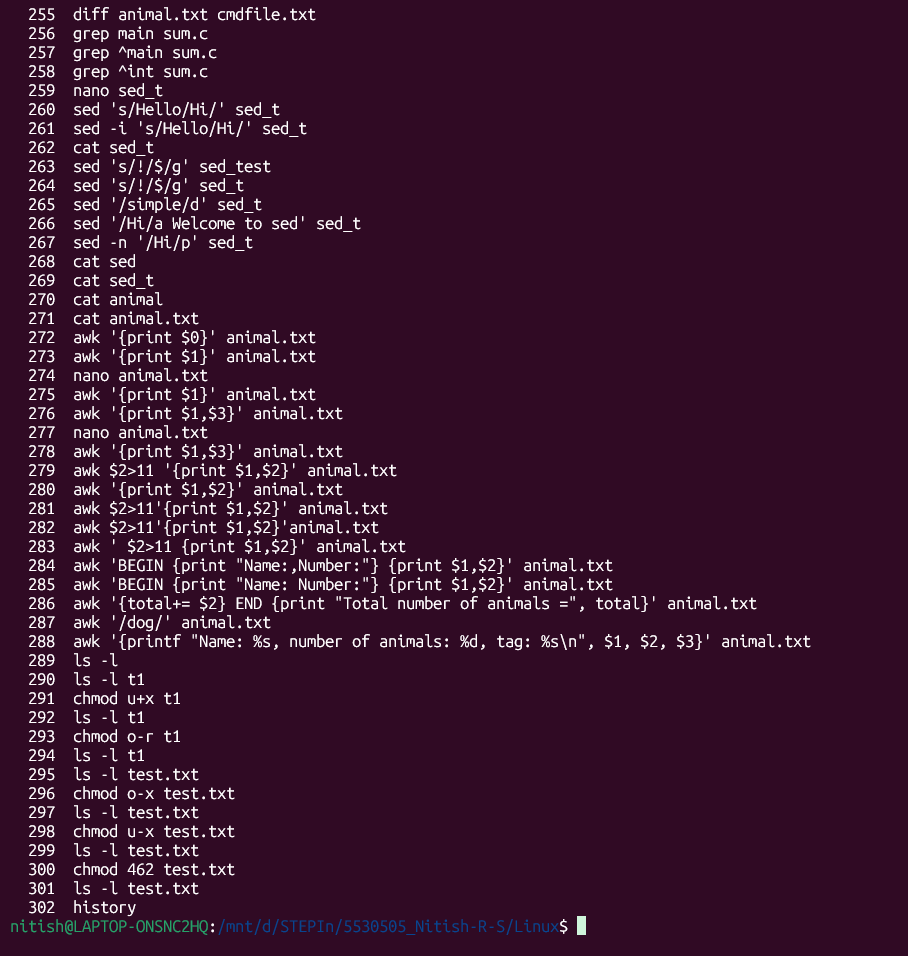 255  diff animal.txt cmdfile.txt
256  grep main sum.c
257  grep ^main sum.c
258  grep ^int sum.c
259  nano sed_t
260  sed 's/Hello/Hi/' sed_t
261  sed -i 's/Hello/Hi/' sed_t
262  cat sed_t
263  sed 's/!/$/g' sed_test
264  sed 's/!/$/g' sed_t
265  sed '/simple/d' sed_t
266  sed '/Hi/a Welcome to sed' sed_t
267  sed -n '/Hi/p' sed_t
268  cat sed
269  cat sed_t
270  cat animal
271  cat animal.txt
272  awk '{print $0}' animal.txt
273  awk '{print $1}' animal.txt
274  nano animal.txt
275  awk '{print $1}' animal.txt
276  awk '{print $1,$3}' animal.txt
277  nano animal.txt
278  awk '{print $1,$3}' animal.txt
279  awk $2>11 '{print $1,$2}' animal.txt
280  awk '{print $1,$2}' animal.txt
281  awk $2>11'{print $1,$2}' animal.txt
282  awk $2>11'{print $1,$2}'animal.txt
283  awk ' $2>11 {print $1,$2}' animal.txt
284  awk 'BEGIN {print "Name:,Number:"} {print $1,$2}' animal.txt
285  awk 'BEGIN {print "Name: Number:"} {print $1,$2}' animal.txt
286  awk '{total+= $2} END {print "Total number of animals =", total}' animal.txt
287  awk '/dog/' animal.txt
288  awk '{printf "Name: %s, number of animals: %d, tag: %s\n", $1, $2, $3}' animal.txt
289  ls -l
290  ls -l t1
291  chmod u+x t1
292  ls -l t1
293  chmod o-r t1
294  ls -l t1
295  ls -l test.txt
296  chmod o-x test.txt
297  ls -l test.txt
298  chmod u-x test.txt
299  ls -l test.txt
300  chmod 462 test.txt
301  ls -l test.txt
302  history
nitish@LAPTOP-ONSNC2HQ:/mnt/d/STEPIn/5530505_Nitish-R-S/Linux$